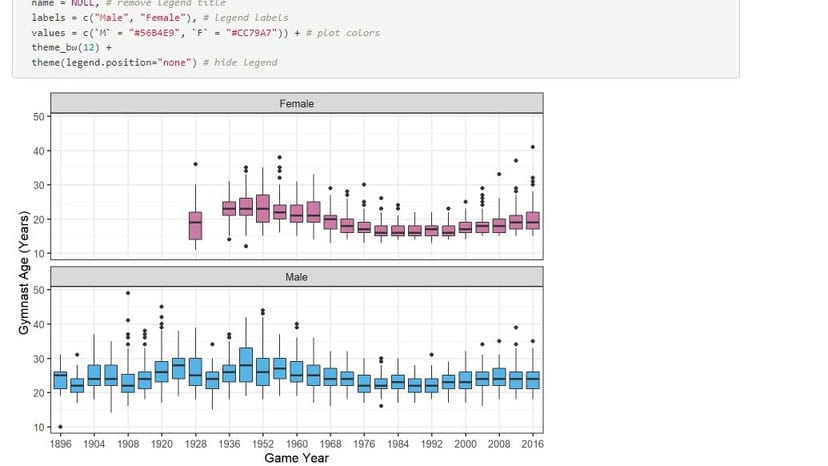 name = NULL, # remove legend title
labels = c("Male", "Female"), # legend labels
values = c(`M` = "#56B4E9", `F` = "#CC79A7")) + # plot colors
theme_bw(12) +
theme(legend.position="none") # hide legend
Female
50
40
30
20
10
Gymnast Age (Years)
Male
50
40
30
20
10
1896 1904 1908 1920 1928 1936 1952 1960 1968 1976 1984 1992 2000 2008 2016
Game Year